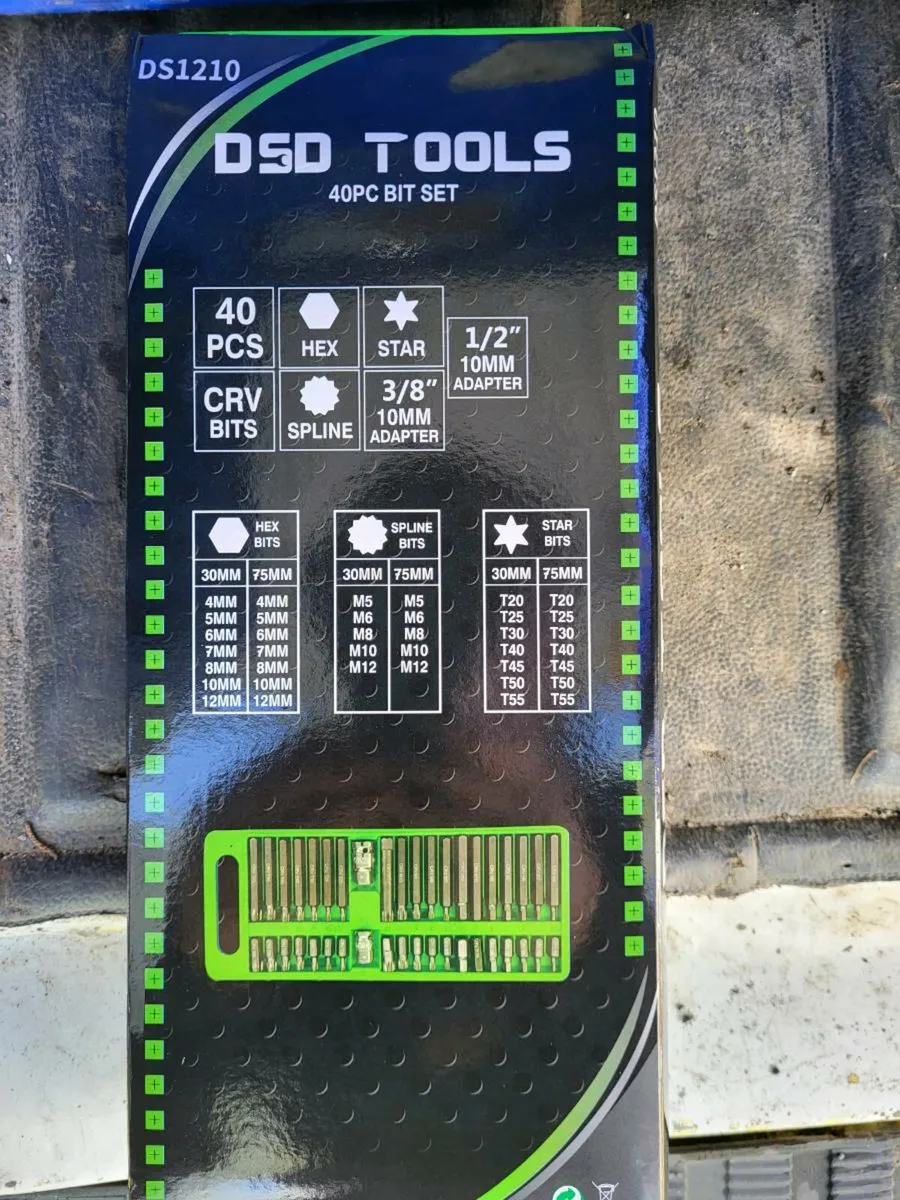 DS1210
DSD TOOLS
40PC BIT SET
40
PCS
HEX
STAR
1/2"
10MM
ADAPTER
CRV
BITS
SPLINE
3/8"
10MM
ADAPTER
HEX
BITS
30MM 75MM
4MM 4MM
5MM 5MM
6MM 6MM
7MM 7MM
8MM 8MM
10MM 10MM
12MM 12MM
SPLINE
BITS
30MM 75MM
M5 M5
M6 M6
M8 M8
M10 M10
M12 M12
STAR
BITS
30MM 75MM
T20 T20
T25 T25
T30 T30
T40 T40
T45 T45
T50 T50
T55 T55